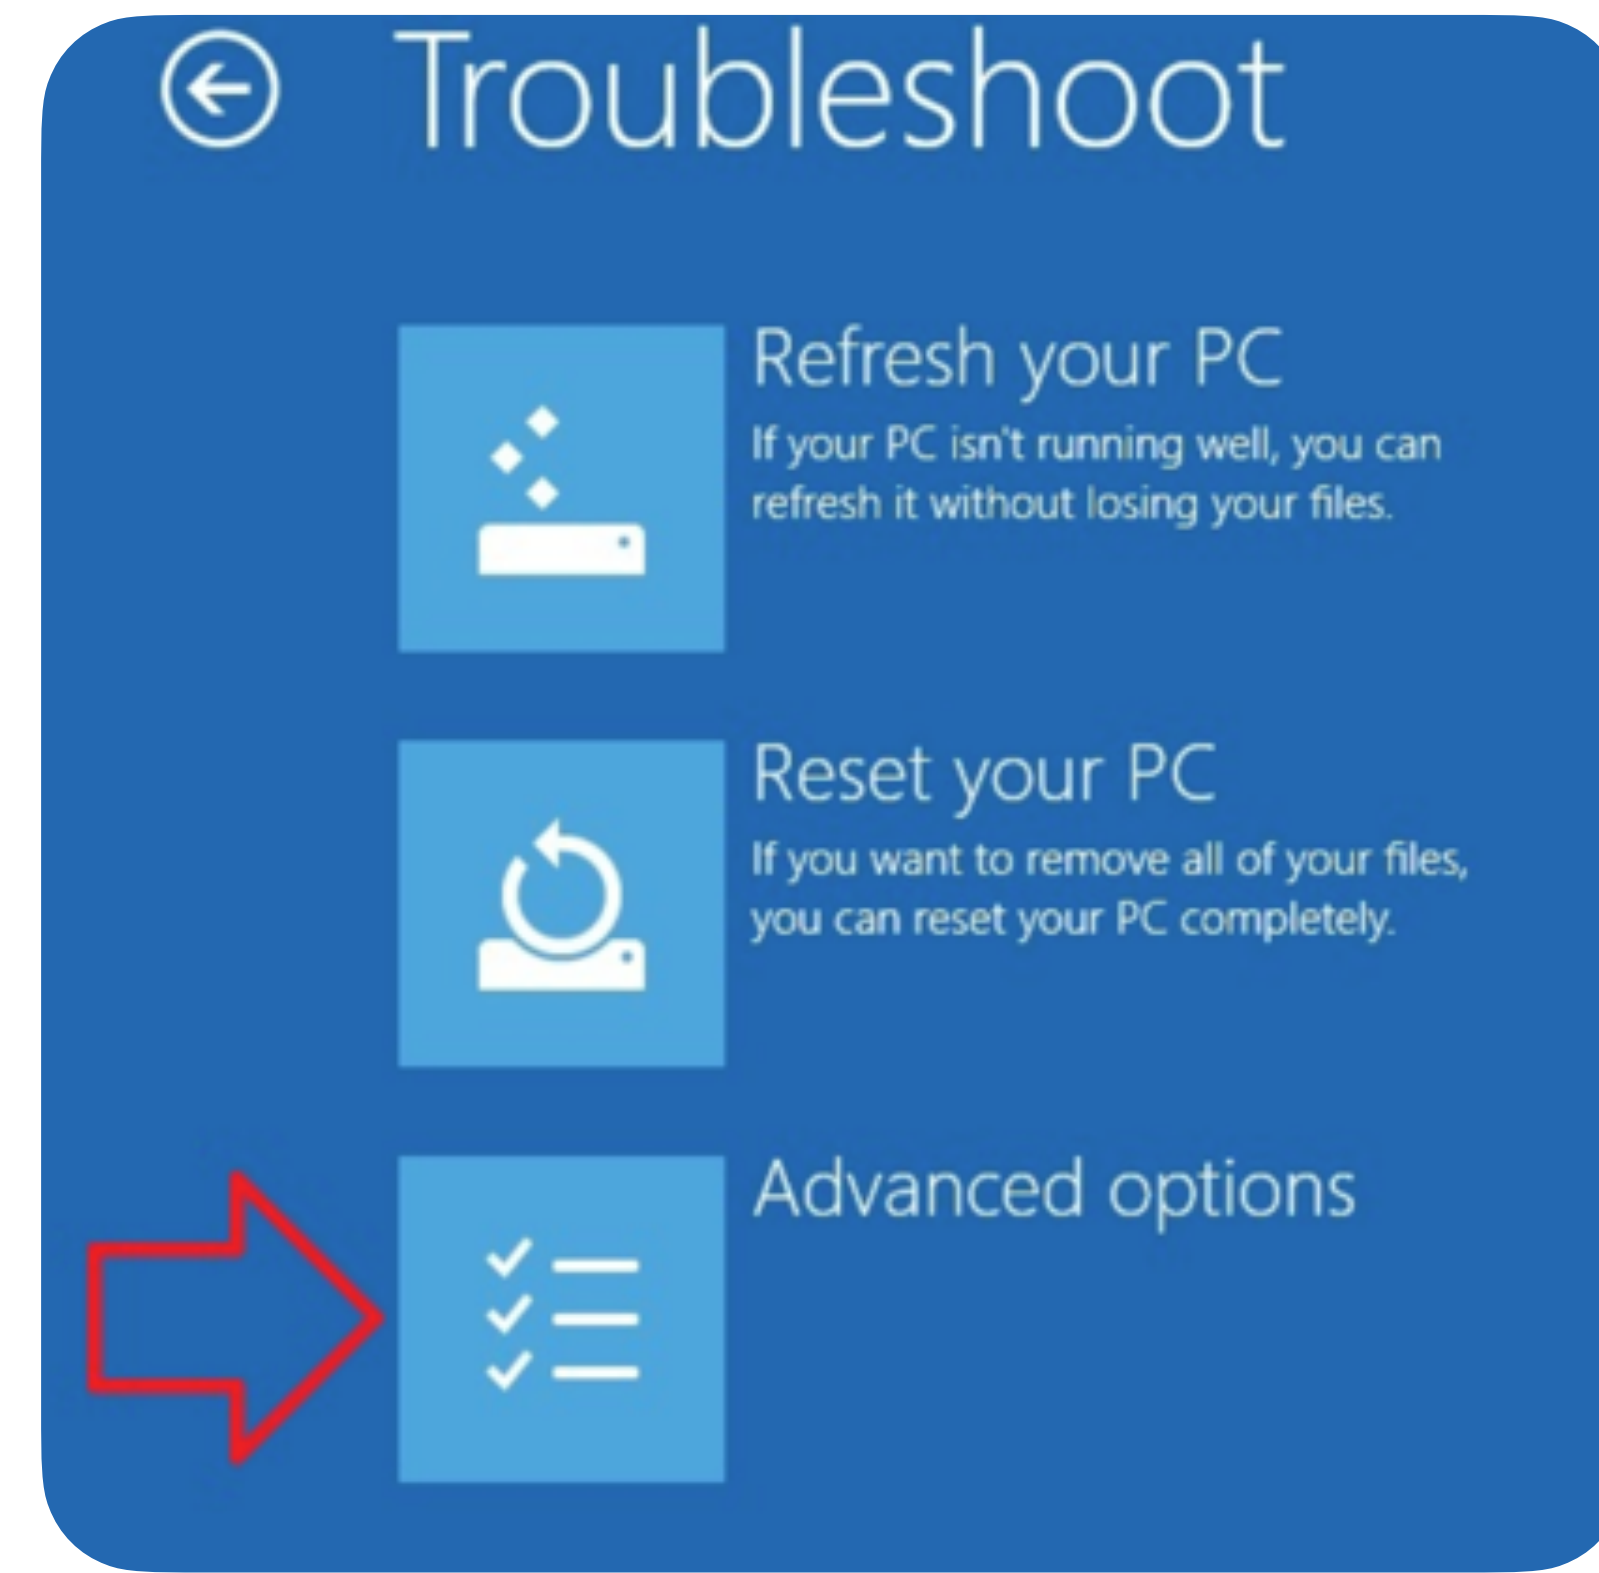 Troubleshoot
Refresh your PC
If your PC isn't running well, you can
refresh it without losing your files.
Reset your PC
If you want to remove all of your files,
you can reset your PC completely.
Advanced options